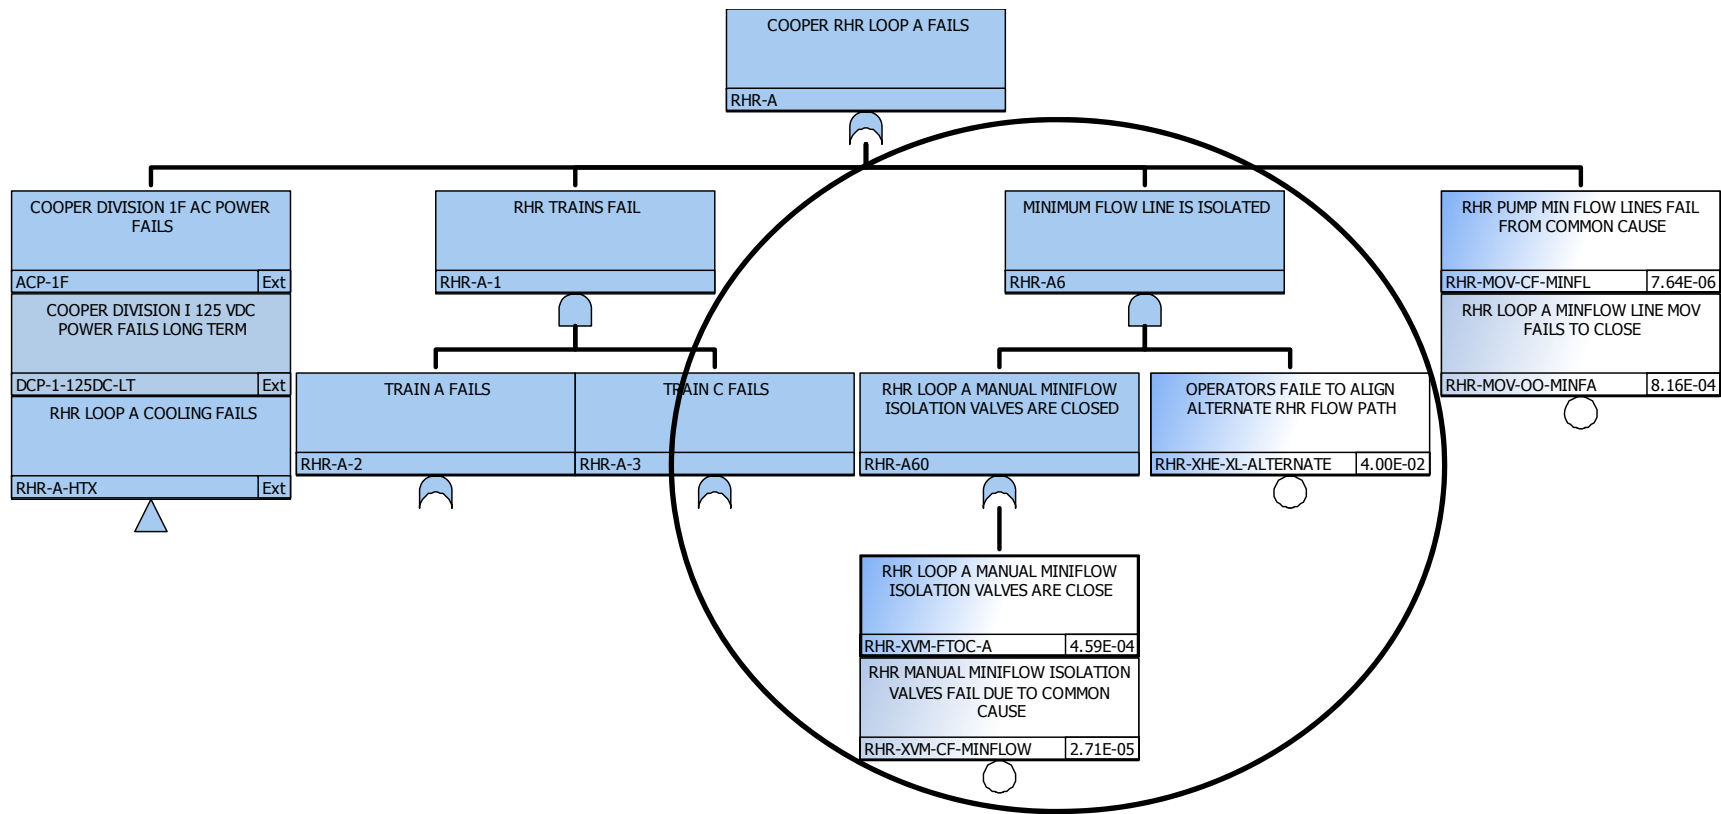 COOPER RHR LOOP A FAILS
RHR-A
COOPER DIVISION 1F AC POWER
FAILS
ACP-1F Ext
COOPER DIVISION I 125 VDC
POWER FAILS LONG TERM
DCP-1-125DC-LT Ext
RHR LOOP A COOLING FAILS
RHR-A-HTX Ext
RHR TRAINS FAIL
RHR-A-1
TRAIN A FAILS
RHR-A-2
TRAIN C FAILS
RHR-A-3
MINIMUM FLOW LINE IS ISOLATED
RHR-A6
RHR LOOP A MANUAL MINIFLOW
ISOLATION VALVES ARE CLOSED
RHR-A60
OPERATORS FAILE TO ALIGN
ALTERNATE RHR FLOW PATH
RHR-XHE-XL-ALTERNATE 4.00E-02
RHR LOOP A MANUAL MINIFLOW
ISOLATION VALVES ARE CLOSE
RHR-XVM-FTOC-A 4.59E-04
RHR MANUAL MINIFLOW ISOLATION
VALVES FAIL DUE TO COMMON
CAUSE
RHR-XVM-CF-MINFLOW 2.71E-05
RHR PUMP MIN FLOW LINES FAIL
FROM COMMON CAUSE
RHR-MOV-CF-MINFL 7.64E-06
RHR LOOP A MINFLOW LINE MOV
FAILS TO CLOSE
RHR-MOV-OO-MINFA 8.16E-04